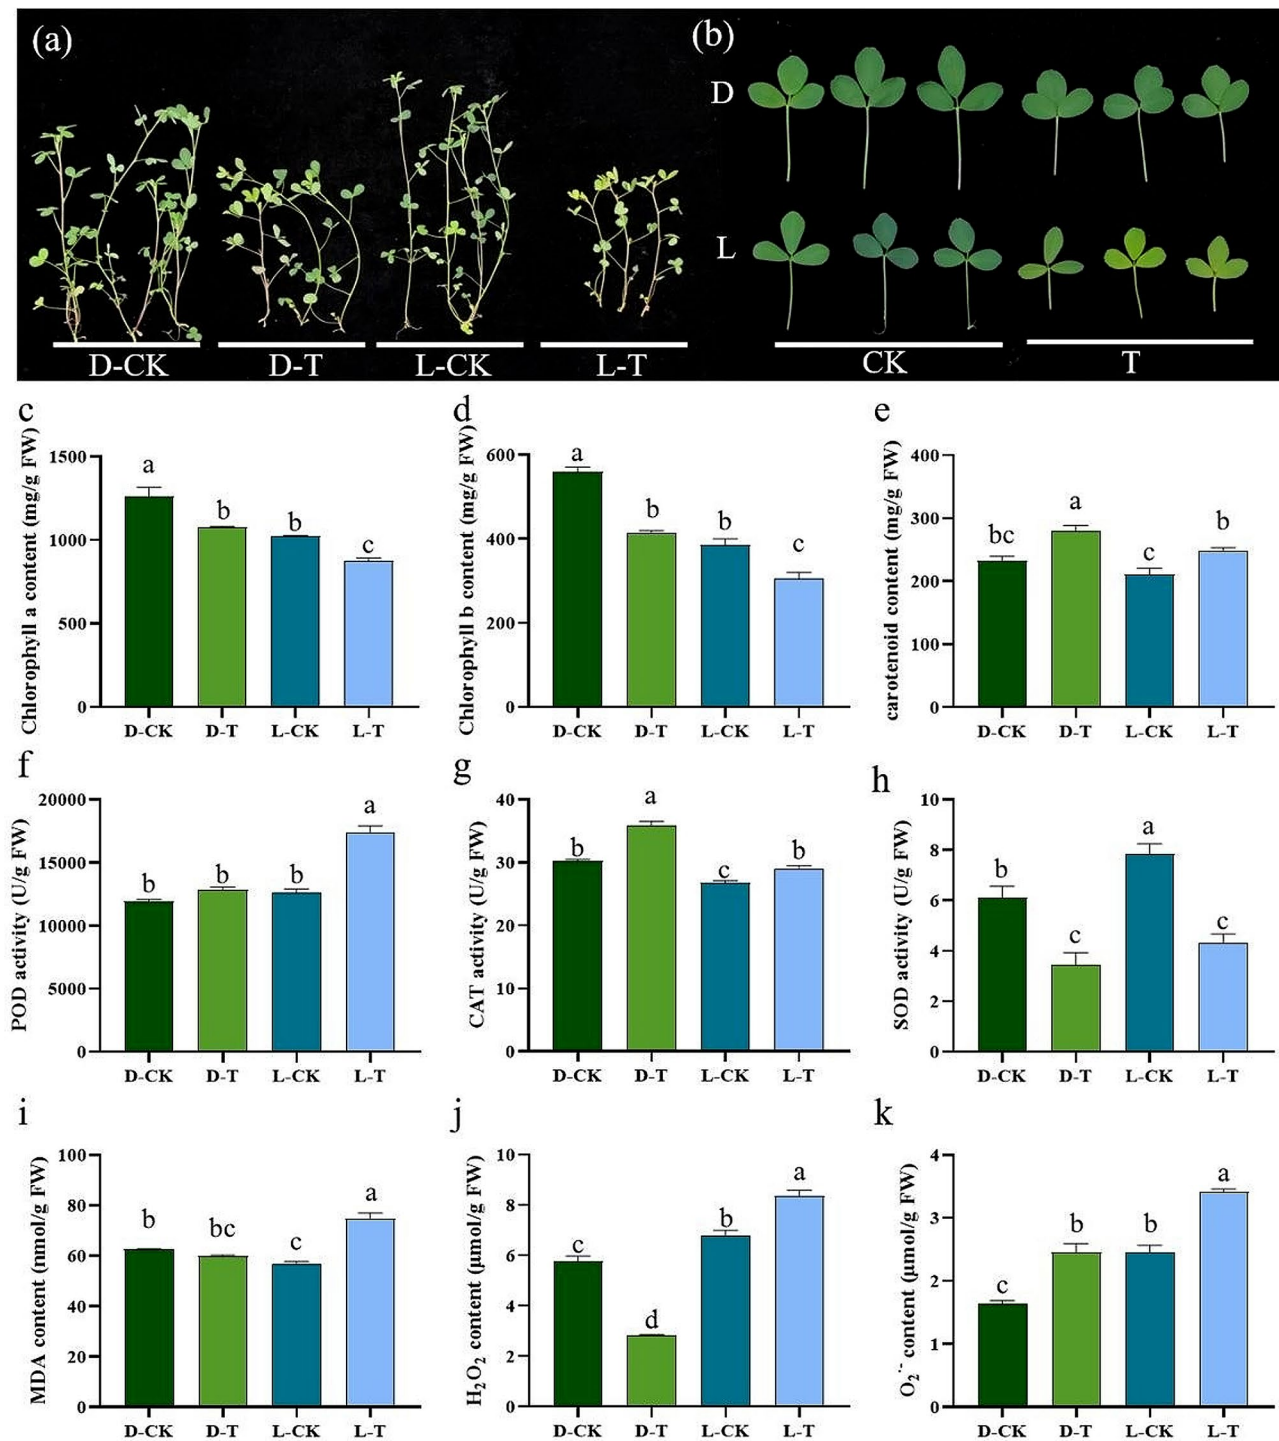 (a)
(b)
D
L
D-CK D-T L-CK L-T
CK T
c
Chlorophyll a content (mg/g FW)
1500
1000
500
0
a
b
b
c
D-CK D-T L-CK L-T
d
Chlorophyll b content (mg/g FW)
600
400
200
0
a
b
b
c
D-CK D-T L-CK L-T
e
carotenoid content (mg/g FW)
400
300
200
100
0
bc
a
c
b
D-CK D-T L-CK L-T
f
POD activity (U/g FW)
20000
15000
10000
5000
0
b
b
b
a
D-CK D-T L-CK L-T
g
CAT activity (U/g FW)
40
30
20
10
0
b
a
c
b
D-CK D-T L-CK L-T
h
SOD activity (U/g FW)
10
8
6
4
2
0
b
c
a
c
D-CK D-T L-CK L-T
i
MDA content (nmol/g FW)
100
80
60
40
20
0
b
bc
c
a
D-CK D-T L-CK L-T
j
H₂O₂ content (μmol/g FW)
10
8
6
4
2
0
c
d
b
a
D-CK D-T L-CK L-T
k
O₂˙⁻ content (μmol/g FW)
4
3
2
1
0
c
b
b
a
D-CK D-T L-CK L-T